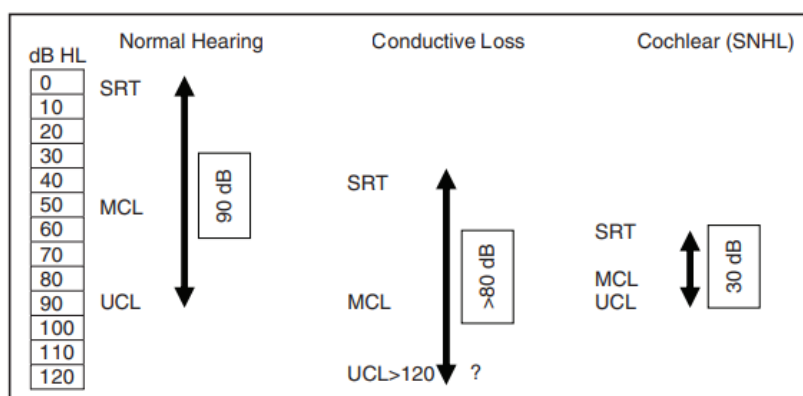 Normal Hearing Conductive Loss Cochlear (SNHL)
dB HL
0 SRT
10
20
30
40 SRT
50 MCL
60 SRT
70
80 MCL
90 UCL MCL UCL
100
110
120 UCL>120 ?
90 dB
>80 dB
30 dB